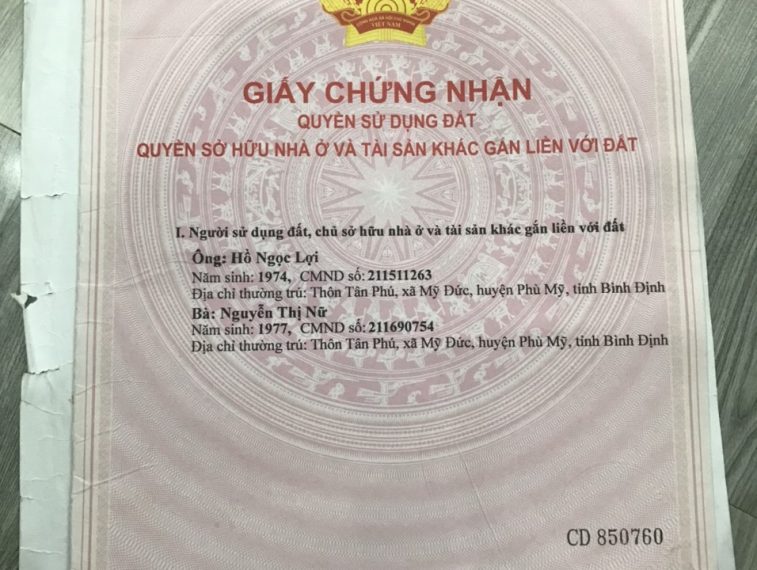 VIỆT NAM
GIẤY CHỨNG NHẬN
QUYỀN SỬ DỤNG ĐẤT
QUYỀN SỞ HỮU NHÀ Ở VÀ TÀI SẢN KHÁC GẮN LIỀN VỚI ĐẤT
I. Người sử dụng đất, chủ sở hữu nhà ở và tài sản khác gắn liền với đất
Ông: Hồ Ngọc Lợi
Năm sinh: 1974, CMND số: 211511263
Địa chỉ thường trú: Thôn Tân Phú, xã Mỹ Đức, huyện Phù Mỹ, tỉnh Bình Định
Bà: Nguyễn Thị Nữ
Năm sinh: 1977, CMND số: 211690754
Địa chỉ thường trú: Thôn Tân Phú, xã Mỹ Đức, huyện Phù Mỹ, tỉnh Bình Định
CD 850760